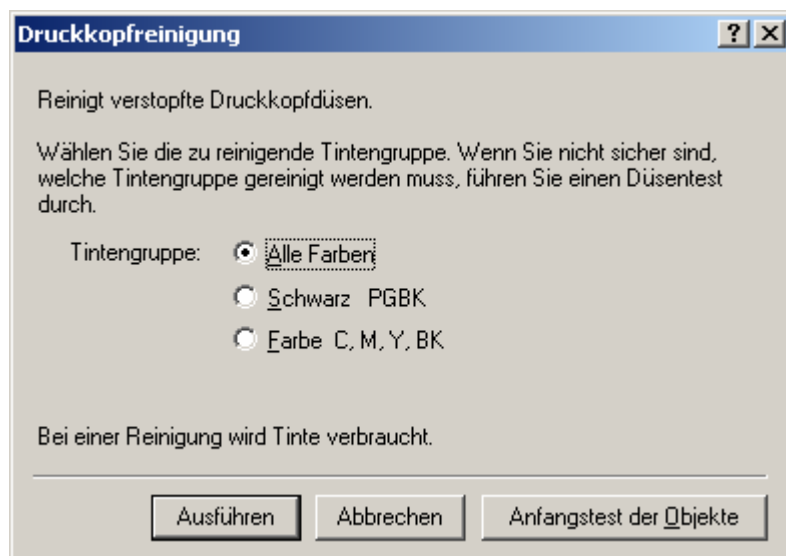 Druckkopfreinigung
Reinigt verstopfte Druckkopfdüsen.
Wählen Sie die zu reinigende Tintengruppe. Wenn Sie nicht sicher sind,
welche Tintengruppe gereinigt werden muss, führen Sie einen Düsentest
durch.
Tintengruppe: Alle Farben
Schwarz PGBK
Farbe C, M, Y, BK
Bei einer Reinigung wird Tinte verbraucht.
Ausführen Abbrechen Anfangstest der Objekte